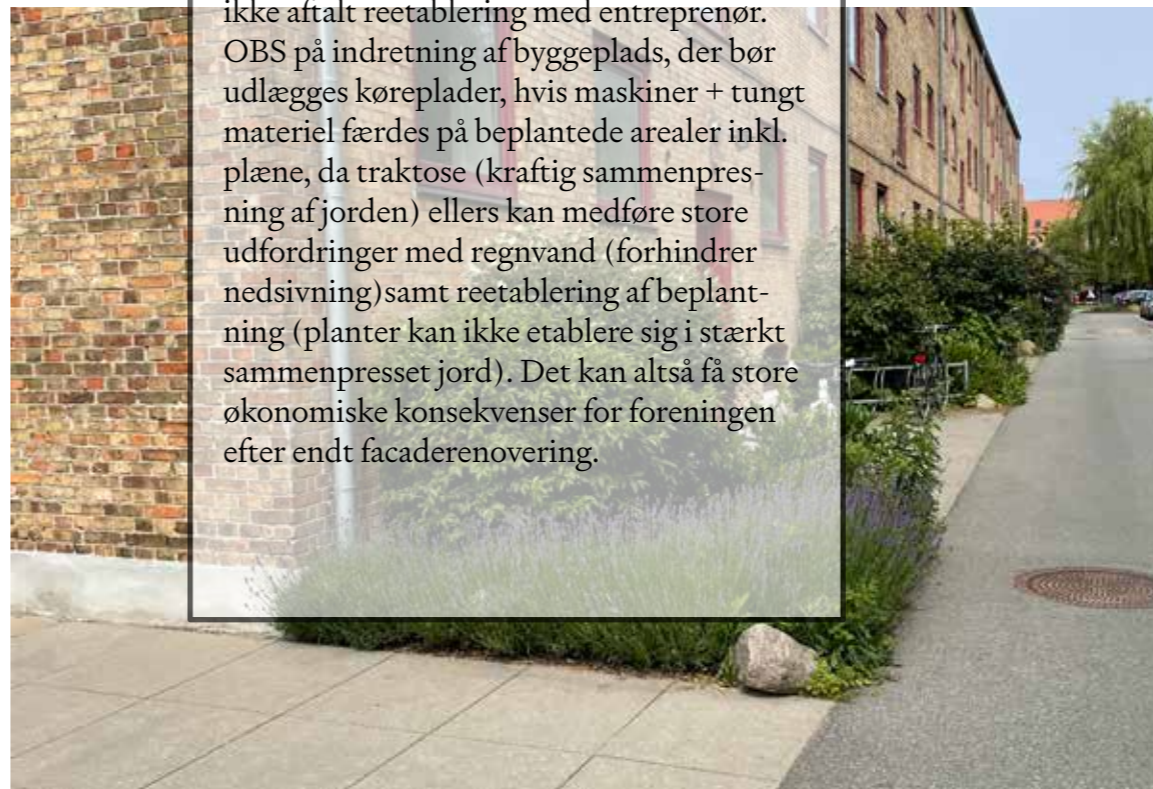 ikke aftalt reetablering med entreprenør.
OBS på indretning af byggeplads, der bør
udlægges køreplader, hvis maskiner + tungt
materiel færdes på beplantede arealer inkl.
plæne, da traktose (kraftig sammenpres-
ning af jorden) ellers kan medføre store
udfordringer med regnvand (forhindrer
nedsivning)samt reetablering af beplant-
ning (planter kan ikke etablere sig i stærkt
sammenpresset jord). Det kan altså få store
økonomiske konsekvenser for foreningen
efter endt facaderenovering.